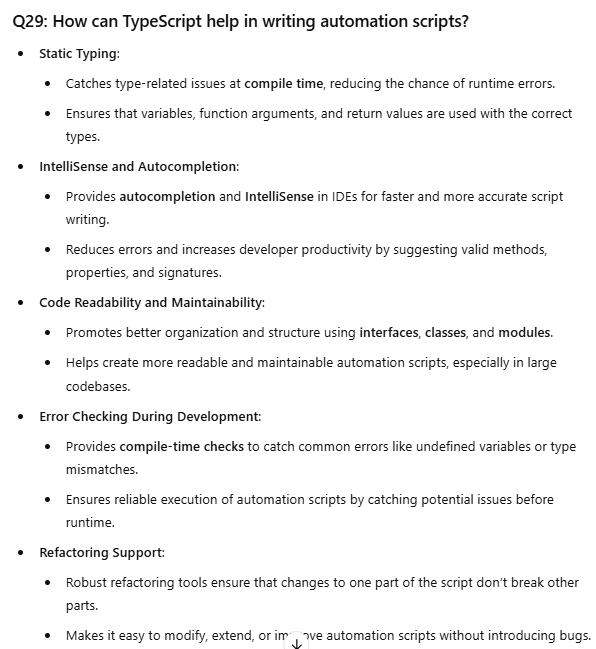 Q29: How can TypeScript help in writing automation scripts?
Static Typing:
Catches type-related issues at compile time, reducing the chance of runtime errors.
Ensures that variables, function arguments, and return values are used with the correct
types.
IntelliSense and Autocompletion:
Provides autocompletion and IntelliSense in IDEs for faster and more accurate script
writing.
Reduces errors and increases developer productivity by suggesting valid methods,
properties, and signatures.
Code Readability and Maintainability:
Promotes better organization and structure using interfaces, classes, and modules.
Helps create more readable and maintainable automation scripts, especially in large
codebases.
Error Checking During Development:
Provides compile-time checks to catch common errors like undefined variables or type
mismatches.
Ensures reliable execution of automation scripts by catching potential issues before
runtime.
Refactoring Support:
Robust refactoring tools ensure that changes to one part of the script don't break other
parts.
Makes it easy to modify, extend, or improve automation scripts without introducing bugs.